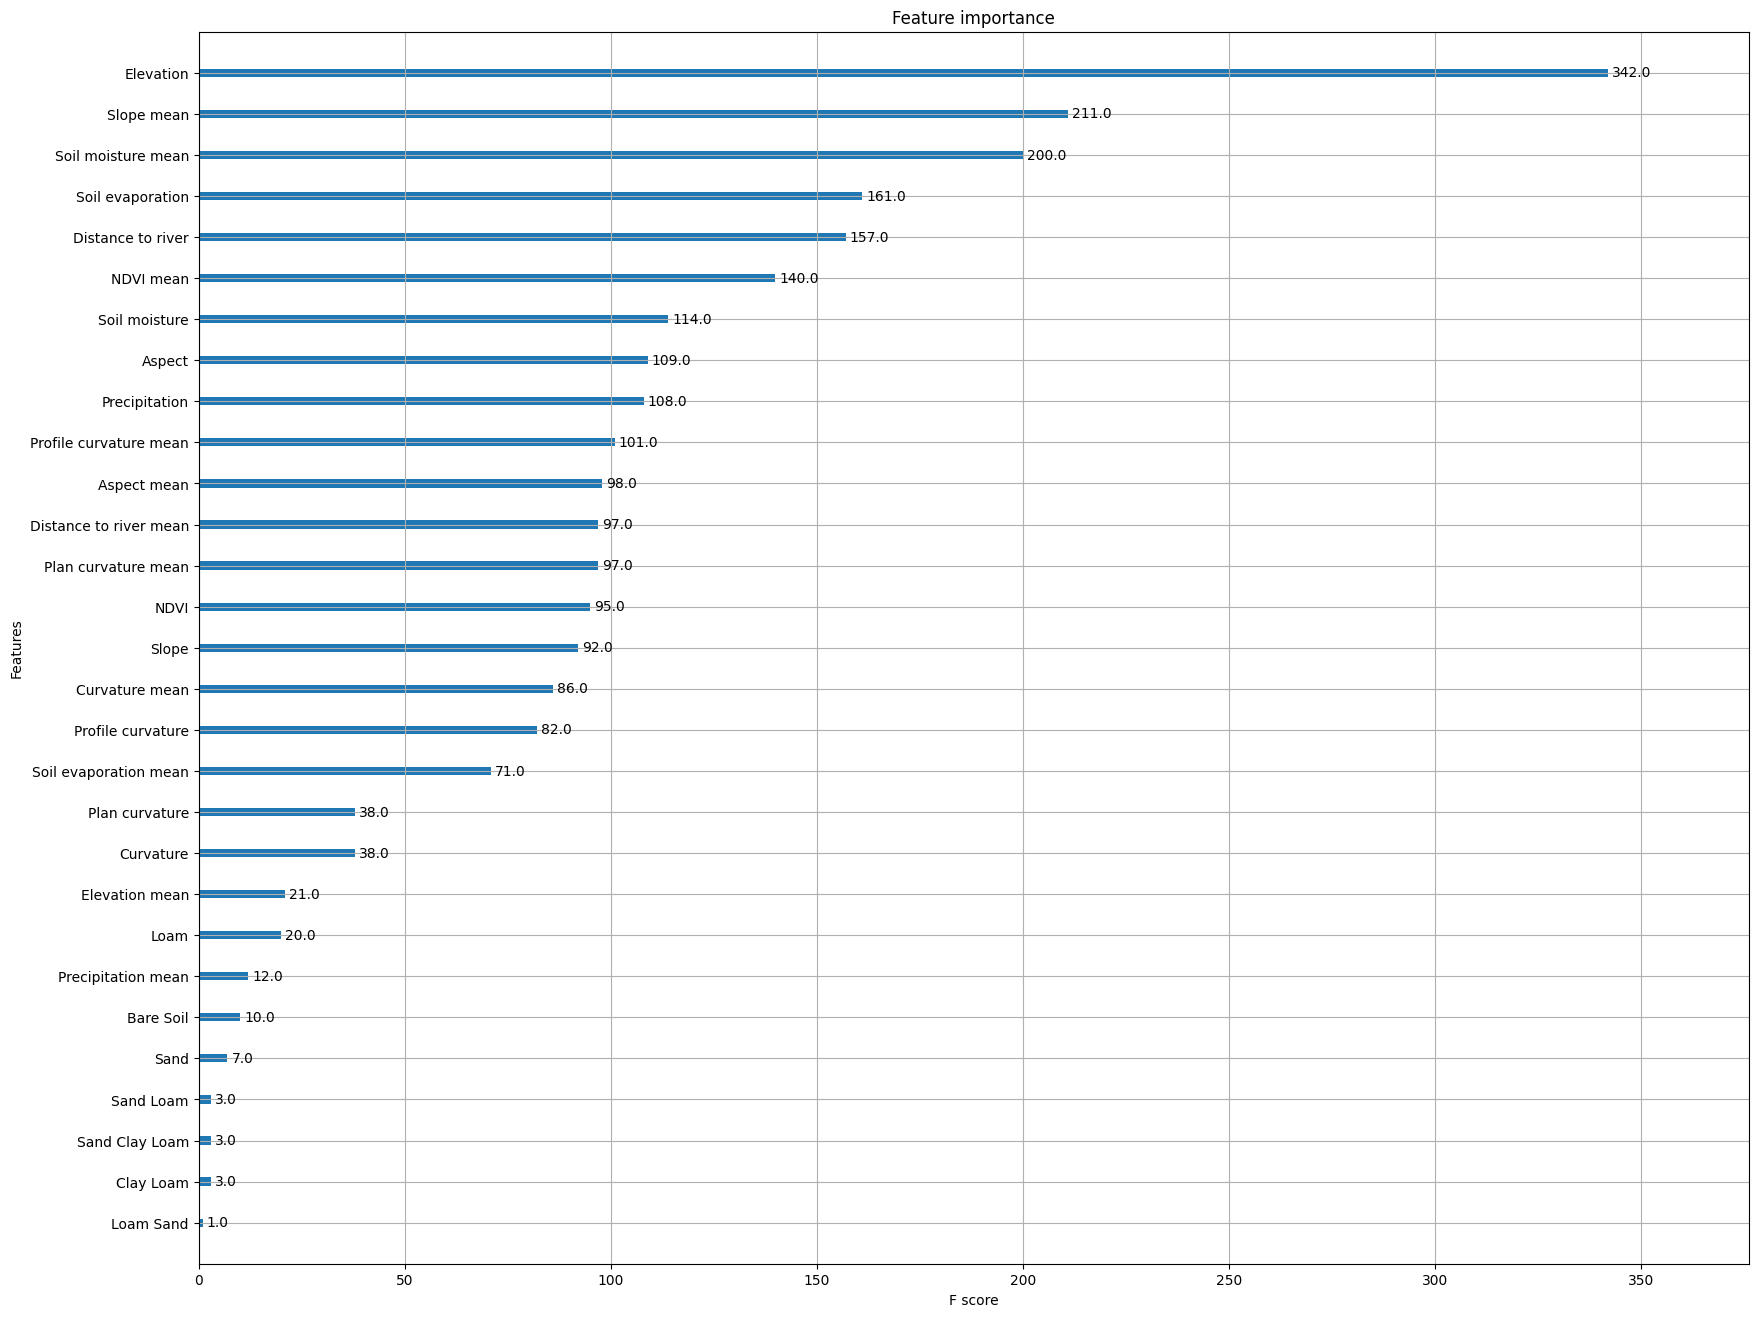 Feature importance
Elevation 342.0
Slope mean 211.0
Soil moisture mean 200.0
Soil evaporation 161.0
Distance to river 157.0
NDVI mean 140.0
Soil moisture 114.0
Aspect 109.0
Precipitation 108.0
Profile curvature mean 101.0
Aspect mean 98.0
Distance to river mean 97.0
Plan curvature mean 97.0
NDVI 95.0
Slope 92.0
Curvature mean 86.0
Profile curvature 82.0
Soil evaporation mean 71.0
Plan curvature 38.0
Curvature 38.0
Elevation mean 21.0
Loam 20.0
Precipitation mean 12.0
Bare Soil 10.0
Sand 7.0
Sand Loam 3.0
Sand Clay Loam 3.0
Clay Loam 3.0
Loam Sand 1.0
Features
0 50 100 150 200 250 300 350
F score